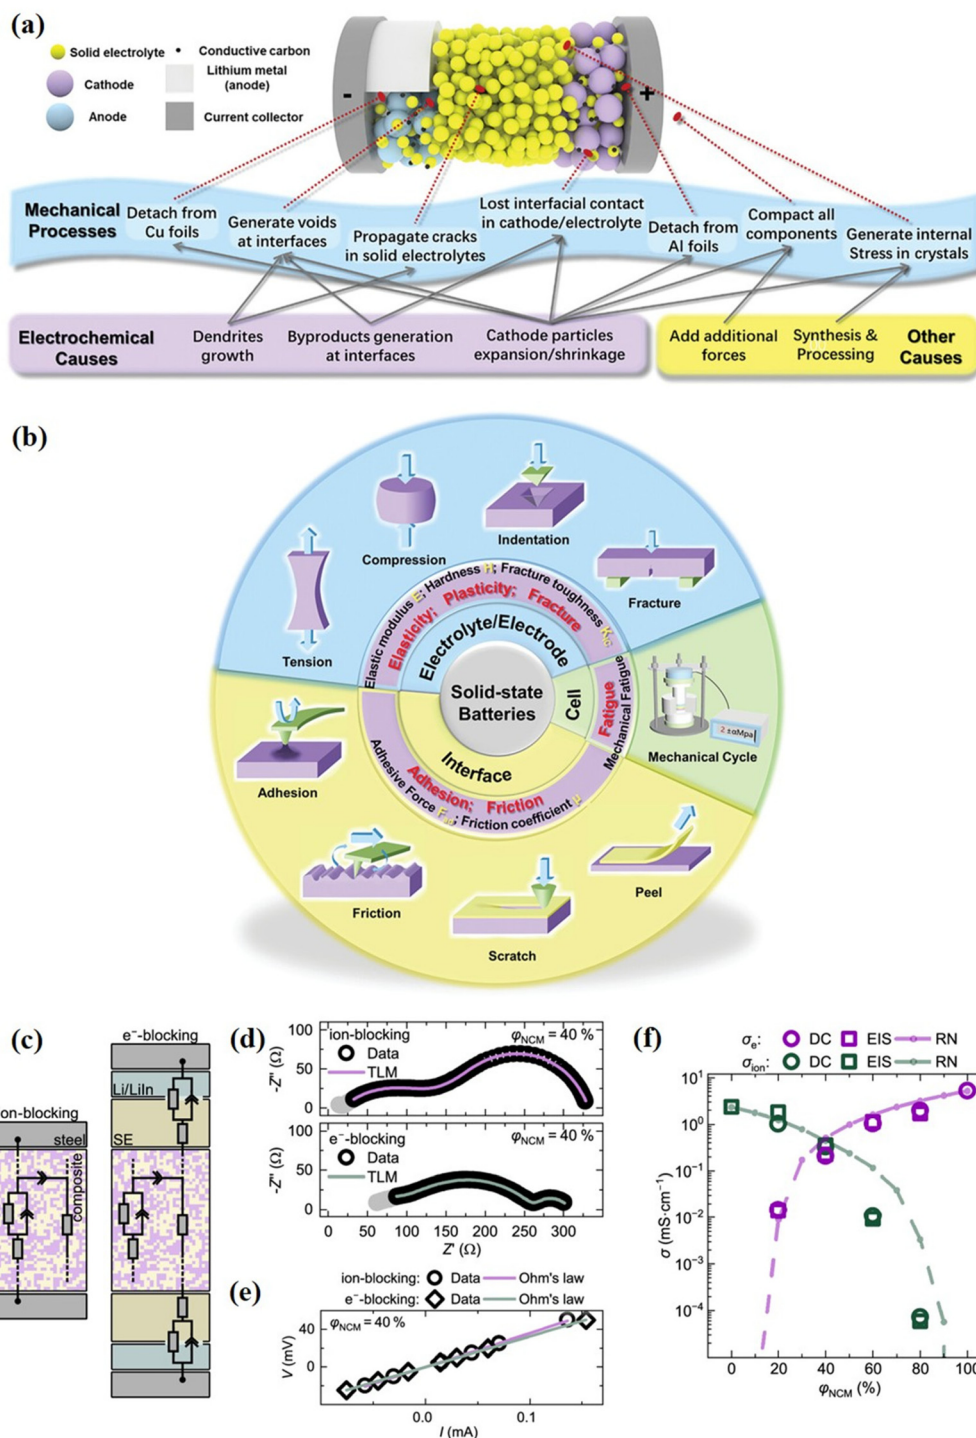 (a)
Solid electrolyte
Conductive carbon
Cathode
Lithium metal
(anode)
Anode
Current collector
-
+
Mechanical
Processes
Detach from
Cu foils
Generate voids
at interfaces
Propagate cracks
in solid electrolytes
Lost interfacial contact
in cathode/electrolyte
Detach from
Al foils
Compact all
components
Generate internal
Stress in crystals
Electrochemical
Causes
Dendrites
growth
Byproducts generation
at interfaces
Cathode particles
expansion/shrinkage
Add additional
forces
Synthesis &
Processing
Other
Causes
(b)
Tension
Compression
Indentation
Fracture
Elastic modulus E; Hardness H; Fracture toughness K
Elasticity; Plasticity; Fracture
Electrolyte/Electrode
Solid-state
Batteries
Cell
Fatigue
Mechanical Fatigue
Mechanical Cycle
Interface
Adhesion; Friction
Adhesive Force F; Friction coefficient μ
Adhesion
Friction
Scratch
Peel
(c)
e⁻-blocking
Li/LiIn
on-blocking
steel
SE
composite
(d)
ion-blocking
φNCM = 40 %
Data
TLM
-Z'' (Ω)
100
50
0
e⁻-blocking
φNCM = 40 %
Data
TLM
-Z'' (Ω)
100
50
0
0 50 100 150 200 250 300
Z' (Ω)
(e)
ion-blocking: Data Ohm's law
e⁻-blocking: Data Ohm's law
φNCM = 40 %
V (mV)
40
0
0.0 0.1
I (mA)
(f)
σe: DC EIS RN
σion: DC EIS RN
σ (mS·cm⁻¹)
10¹
10⁰
10⁻¹
10⁻²
10⁻³
10⁻⁴
0 20 40 60 80 100
φNCM (%)